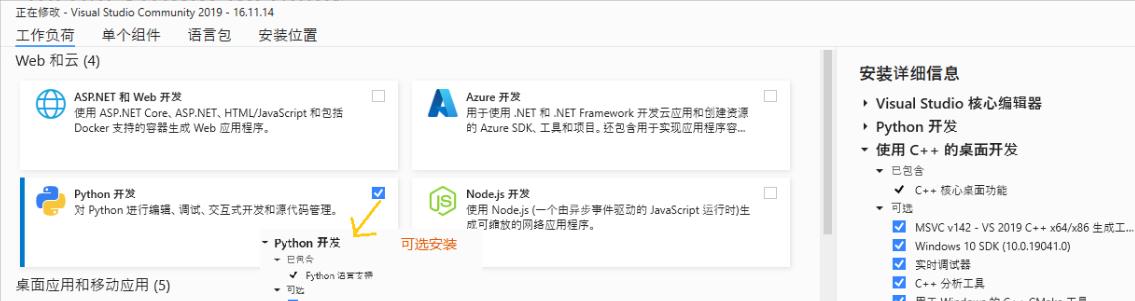 正在修改 - Visual Studio Community 2019 - 16.11.14
工作负荷 单个组件 语言包 安装位置
Web 和云 (4)
ASP.NET 和 Web 开发
使用 ASP.NET Core、ASP.NET、HTML/JavaScript 和包括
Docker 支持的容器生成 Web 应用程序。
Azure 开发
用于使用 .NET 和 .NET Framework 开发云应用和创建资源
的 Azure SDK、工具和项目。还包含用于实现应用程序容...
Python 开发
对 Python 进行编辑、调试、交互式开发和源代码管理。
Node.js 开发
使用 Node.js (一个由异步事件驱动的 JavaScript 运行时)生
成可缩放的网络应用程序。
Python 开发
可选安装
已包含
Python 语言支持
可选
桌面应用和移动应用 (5)
安装详细信息
Visual Studio 核心编辑器
Python 开发
使用 C++ 的桌面开发
已包含
C++ 核心桌面功能
可选
MSVC v142 - VS 2019 C++ x64/x86 生成工...
Windows 10 SDK (10.0.19041.0)
实时调试器
C++ 分析工具
用于 Windows 的 C++ CMake 工具